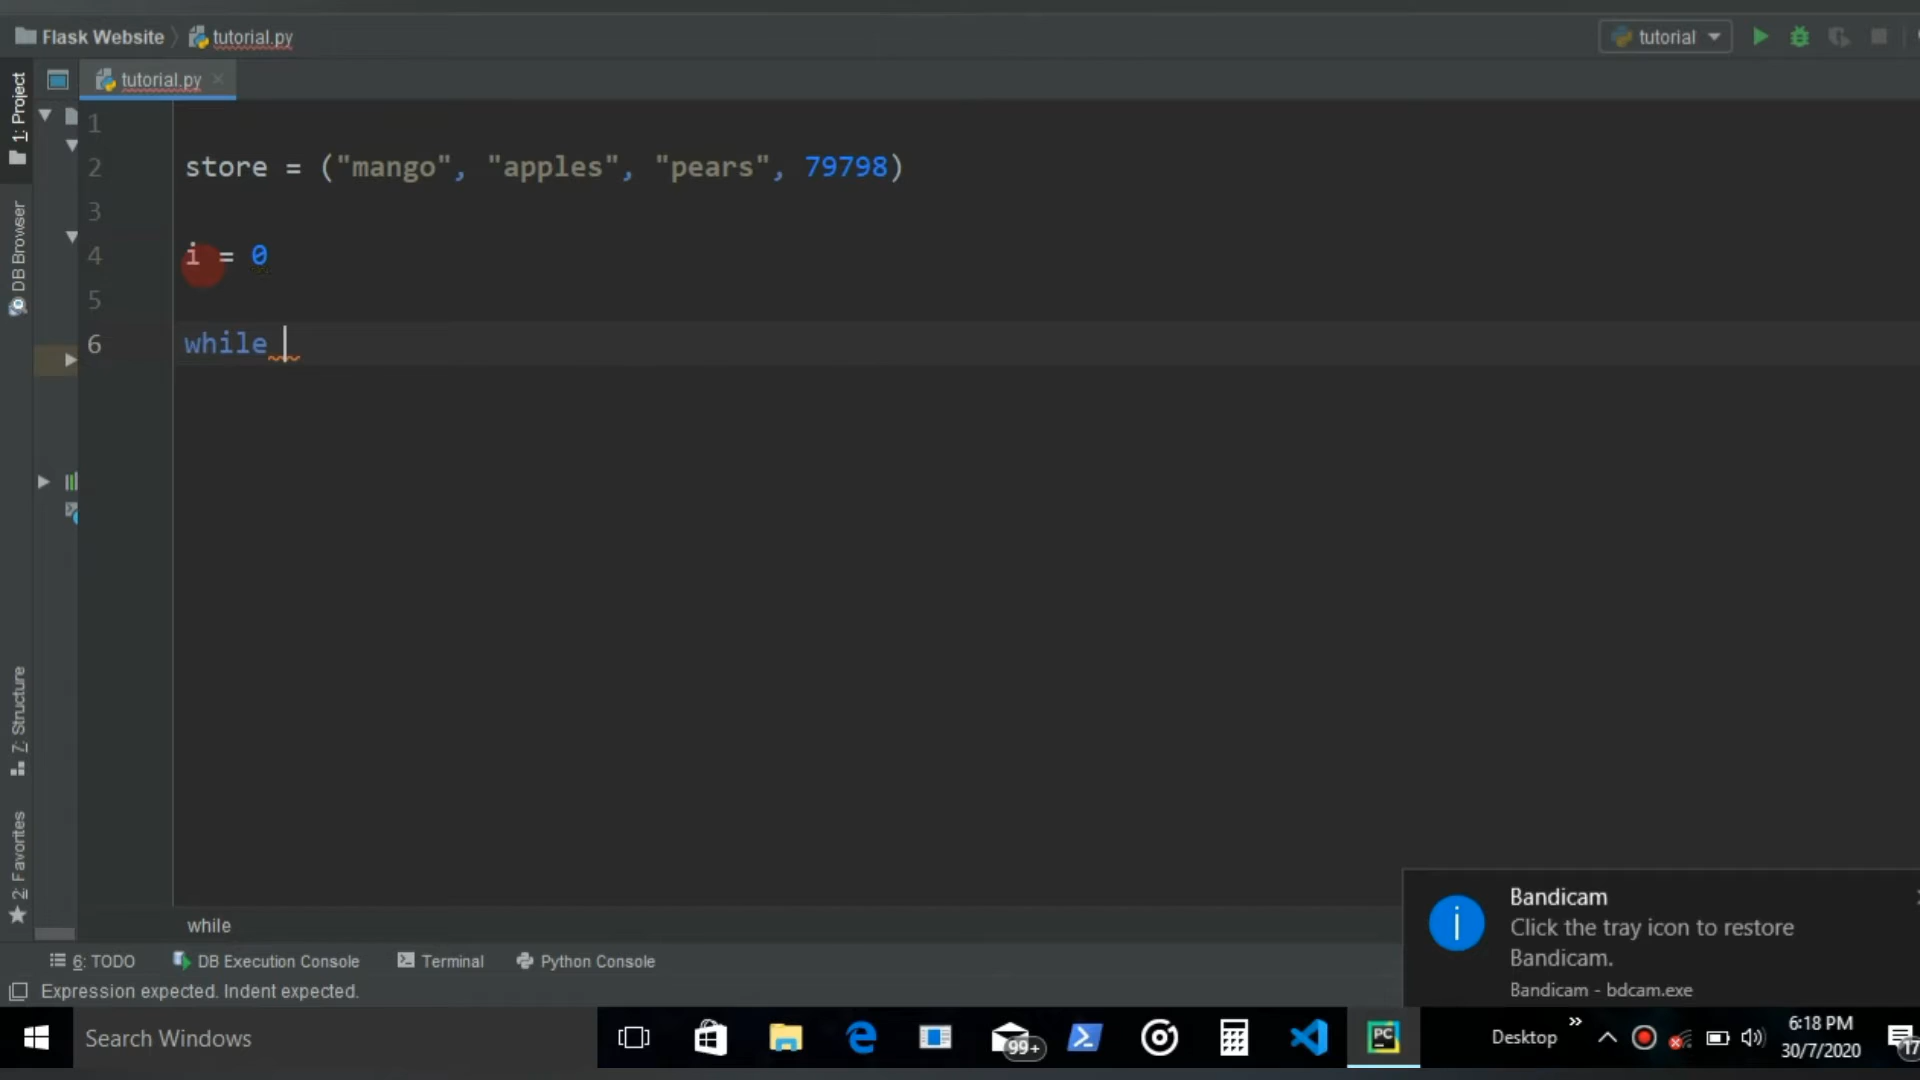 Flask Website
tutorial.py
tutorial
tutorial.py
1: Project
DB Browser
7: Structure
2: Favorites
1
2 store = ("mango", "apples", "pears", 79798)
3
4 i = 0
5
6 while
while
Bandicam
Click the tray icon to restore
Bandicam.
Bandicam - bdcam.exe
6: TODO
DB Execution Console
Terminal
Python Console
Expression expected. Indent expected.
Search Windows
99+
PC
Desktop
6:18 PM
30/7/2020
17